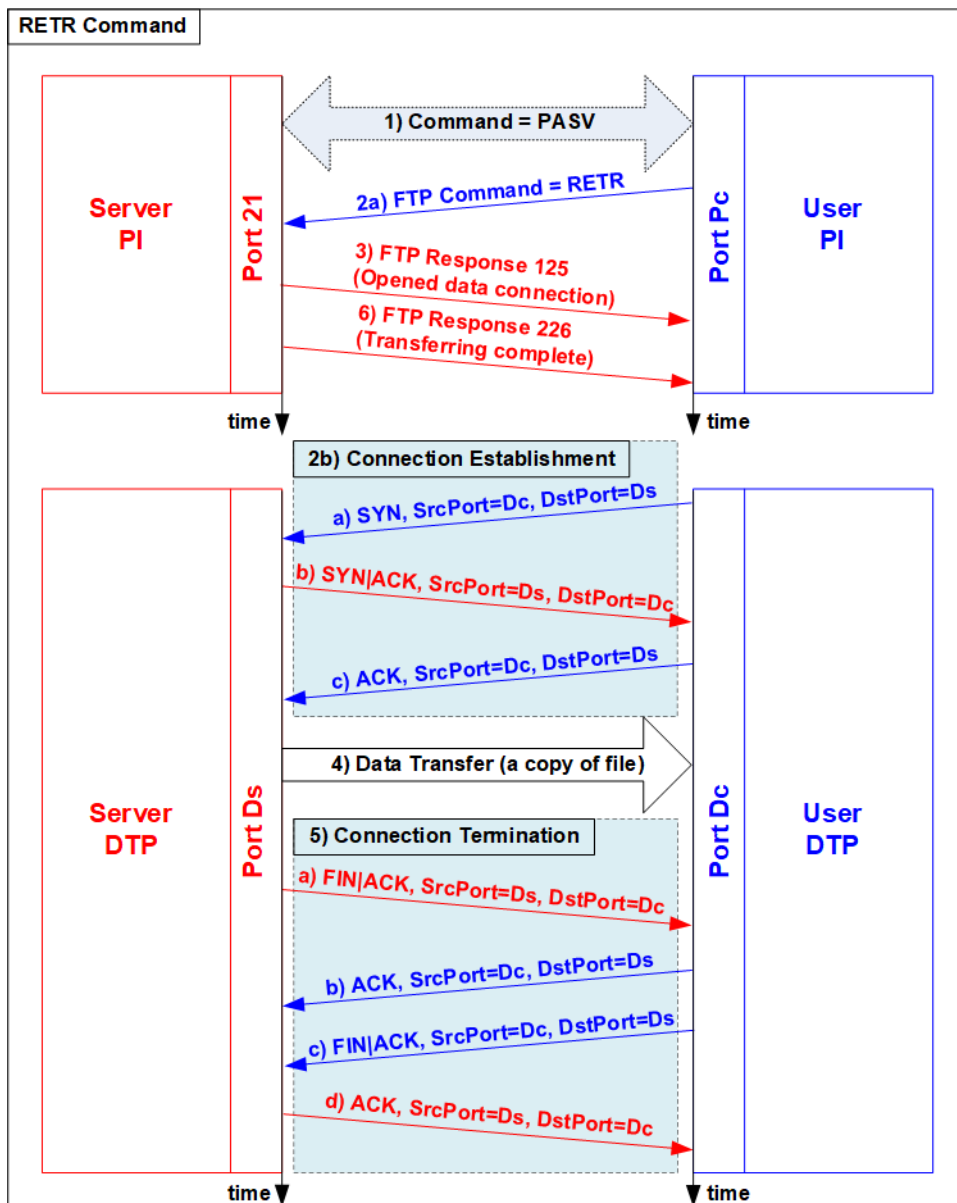 RETR Command
1) Command = PASV
Server
PI
Port 21
2a) FTP Command = RETR
3) FTP Response 125
(Opened data connection)
6) FTP Response 226
(Transferring complete)
Port Pc
User
PI
time
time
2b) Connection Establishment
a) SYN, SrcPort=Dc, DstPort=Ds
b) SYN|ACK, SrcPort=Ds, DstPort=Dc
c) ACK, SrcPort=Dc, DstPort=Ds
4) Data Transfer (a copy of file)
Server
DTP
Port Ds
Port Dc
User
DTP
5) Connection Termination
a) FIN|ACK, SrcPort=Ds, DstPort=Dc
b) ACK, SrcPort=Dc, DstPort=Ds
c) FIN|ACK, SrcPort=Dc, DstPort=Ds
d) ACK, SrcPort=Ds, DstPort=Dc
time
time